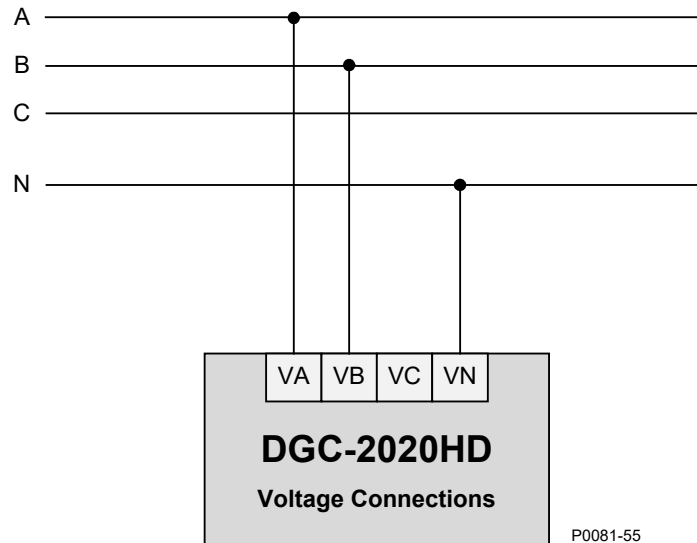 A
B
C
N
VA VB VC VN
DGC-2020HD
Voltage Connections
P0081-55